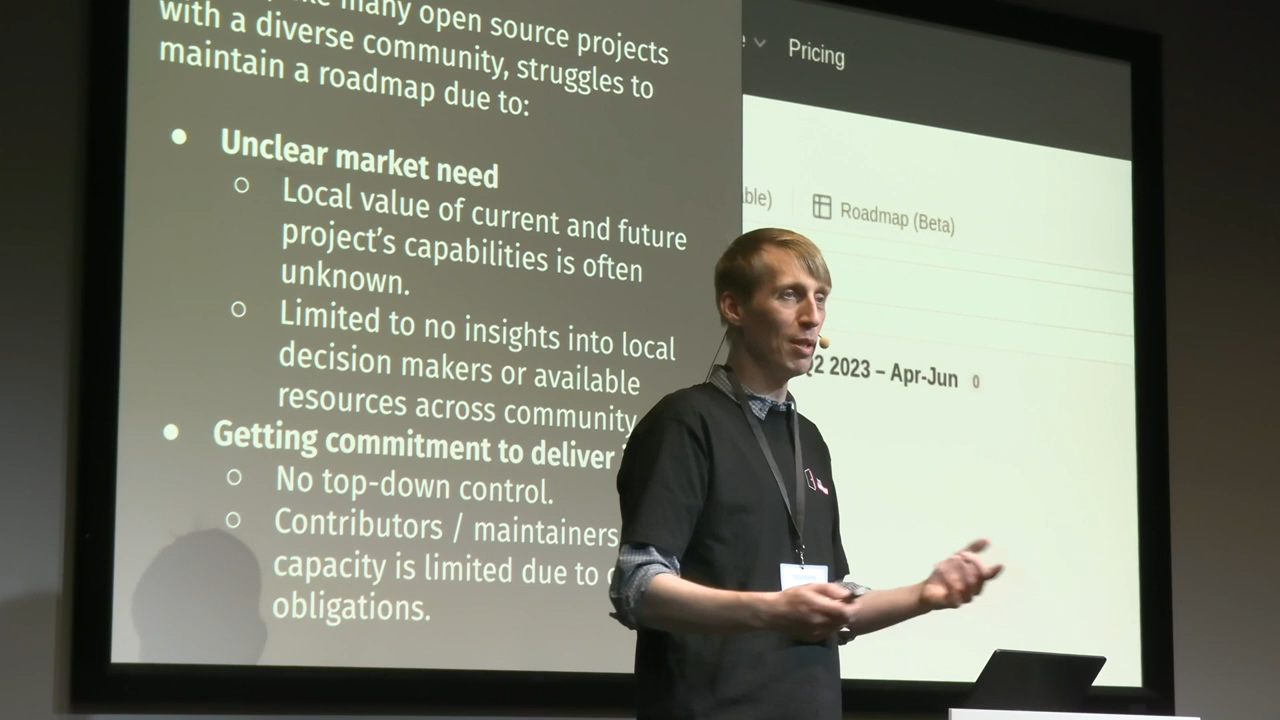 many open source projects
with a diverse community, struggles to
maintain a roadmap due to:
Unclear market need
Local value of current and future
project's capabilities is often
unknown.
Limited to no insights into local
decision makers or available
resources across community
Getting commitment to deliver
No top-down control.
Contributors / maintainers
capacity is limited due to
obligations.
Pricing
Roadmap (Beta)
Q2 2023 – Apr-Jun 0